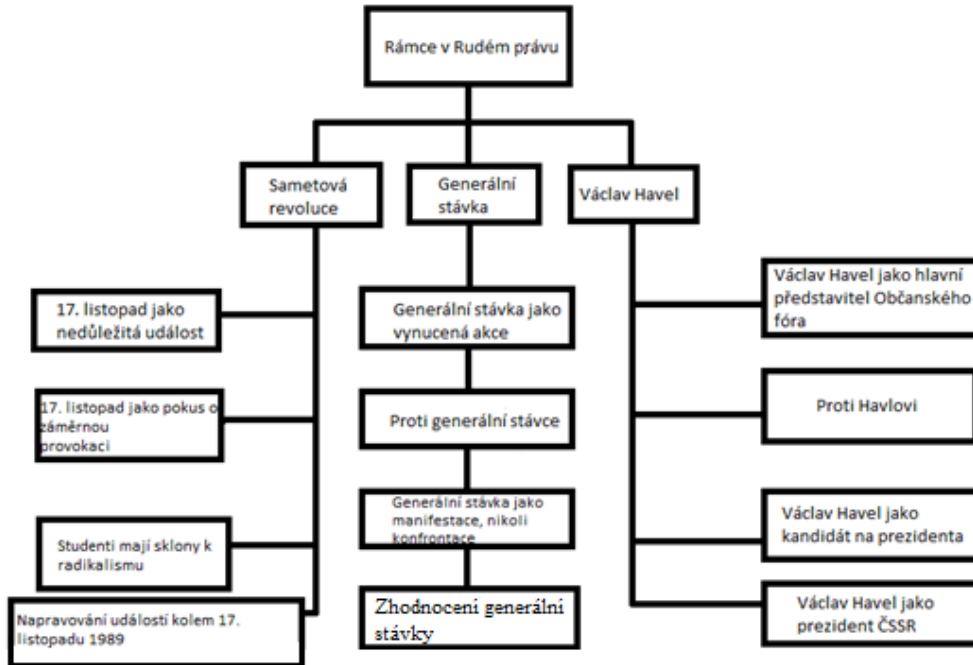 Rámce v Rudém právu
Sametová
revoluce
Generální
stávka
Václav Havel
17. listopad jako
nedůležitá událost
17. listopad jako pokus o
záměrnou
provokaci
Studenti mají sklony k
radikalismu
Napravování událostí kolem 17.
listopadu 1989
Generální stávka jako
vynucená akce
Proti generální stávce
Generální stávka jako
manifestace, nikoli
konfrontace
Zhodnocení generální
stávky
Václav Havel jako hlavní
představitel Občanského
fóra
Proti Havlovi
Václav Havel jako
kandidát na prezidenta
Václav Havel jako
prezident ČSSR